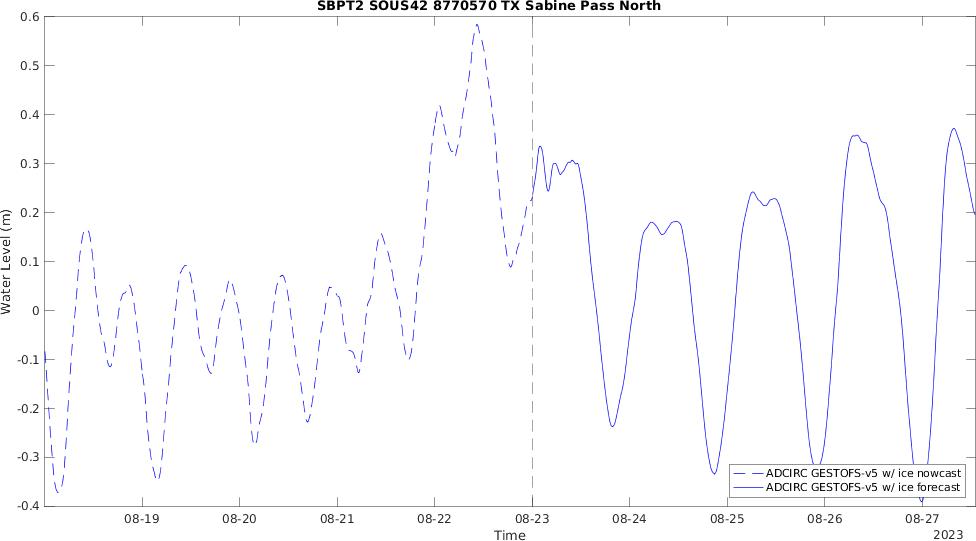 SBPT2 SOUS42 8770570 TX Sabine Pass North
Water Level (m)
0.6
0.5
0.4
0.3
0.2
0.1
0
-0.1
-0.2
-0.3
-0.4
ADCIRC GESTOFS-v5 w/ ice nowcast
ADCIRC GESTOFS-v5 w/ ice forecast
08-19 08-20 08-21 08-22 08-23 08-24 08-25 08-26 08-27
Time
2023